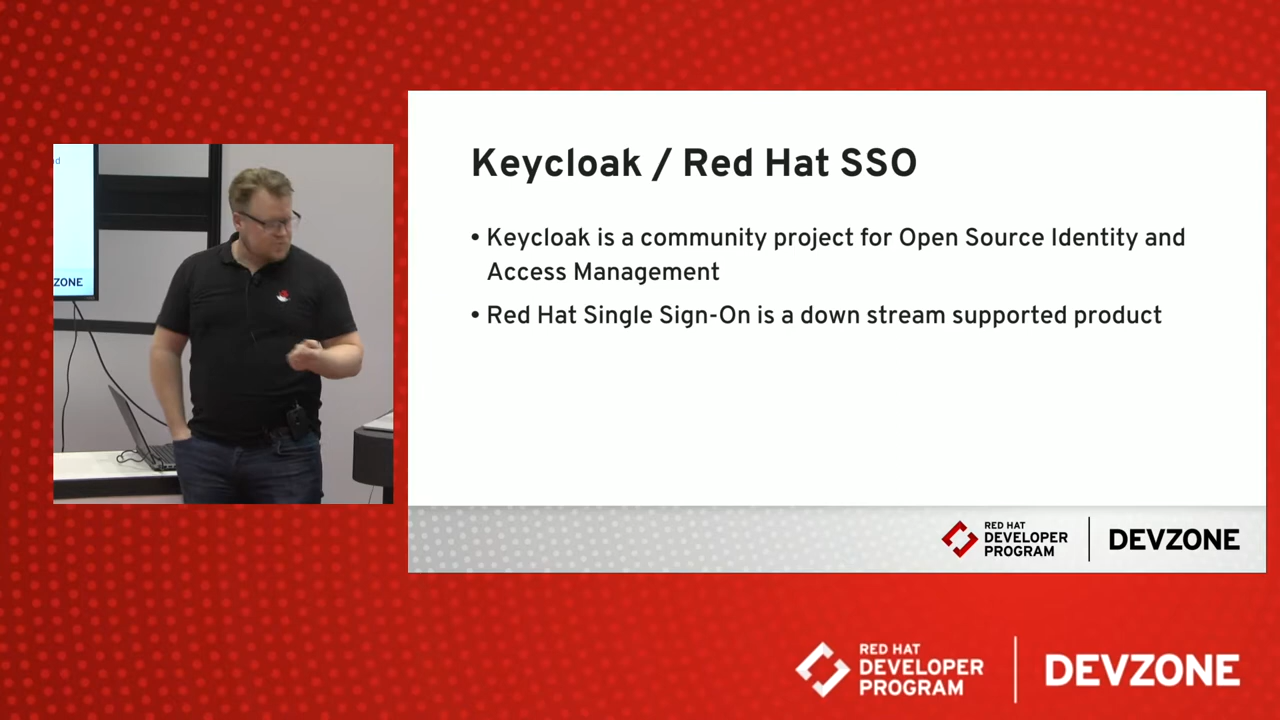 nd
ZONE
Keycloak / Red Hat SSO
• Keycloak is a community project for Open Source Identity and
Access Management
• Red Hat Single Sign-On is a down stream supported product
RED HAT
DEVELOPER
PROGRAM
DEVZONE
RED HAT
DEVELOPER
PROGRAM
DEVZONE